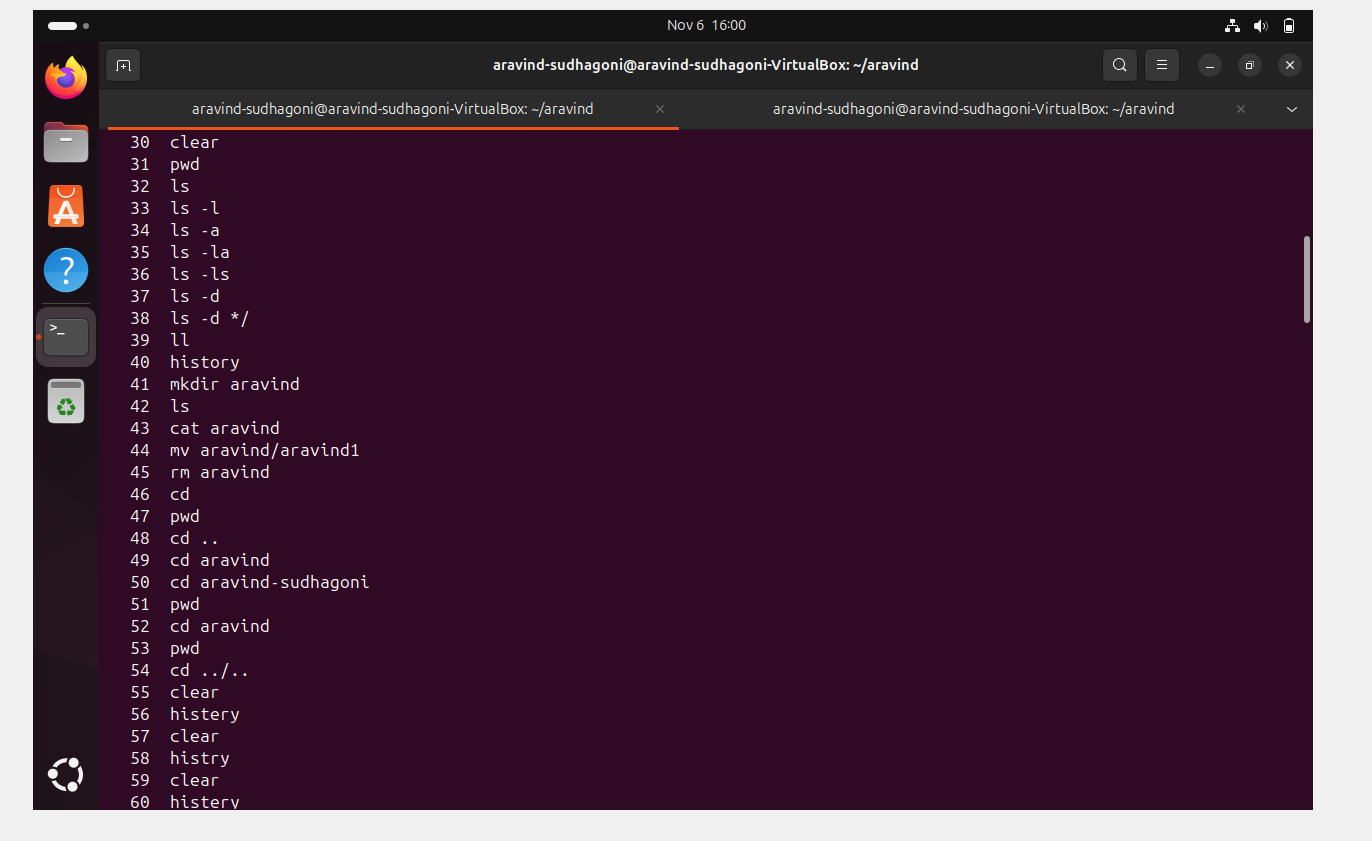 Nov 6 16:00
aravind-sudhagoni@aravind-sudhagoni-VirtualBox: ~/aravind
aravind-sudhagoni@aravind-sudhagoni-VirtualBox: ~/aravind
aravind-sudhagoni@aravind-sudhagoni-VirtualBox: ~/aravind
30 clear
31 pwd
32 ls
33 ls -l
34 ls -a
35 ls -la
36 ls -ls
37 ls -d
38 ls -d */
39 ll
40 history
41 mkdir aravind
42 ls
43 cat aravind
44 mv aravind/aravind1
45 rm aravind
46 cd
47 pwd
48 cd ..
49 cd aravind
50 cd aravind-sudhagoni
51 pwd
52 cd aravind
53 pwd
54 cd ../..
55 clear
56 histery
57 clear
58 histry
59 clear
60 histery